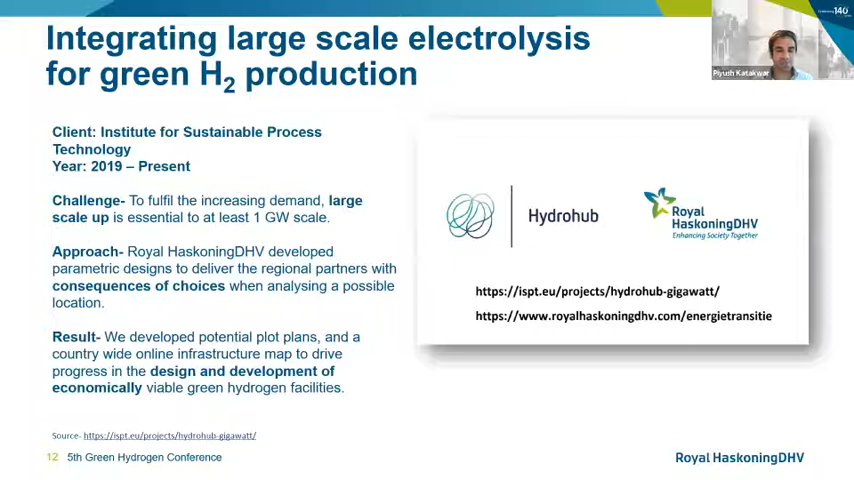 140
Integrating large scale electrolysis
for green H2 production
Piyush Katakwar
Client: Institute for Sustainable Process
Technology
Year: 2019 – Present
Challenge- To fulfil the increasing demand, large
scale up is essential to at least 1 GW scale.
Approach- Royal HaskoningDHV developed
parametric designs to deliver the regional partners with
consequences of choices when analysing a possible
location.
Result- We developed potential plot plans, and a
country wide online infrastructure map to drive
progress in the design and development of
economically viable green hydrogen facilities.
Hydrohub
Royal
HaskoningDHV
Enhancing Society Together
https://ispt.eu/projects/hydrohub-gigawatt/
https://www.royalhaskoningdhv.com/energietransitie
Source- https://ispt.eu/projects/hydrohub-gigawatt/
12 5th Green Hydrogen Conference
Royal HaskoningDHV